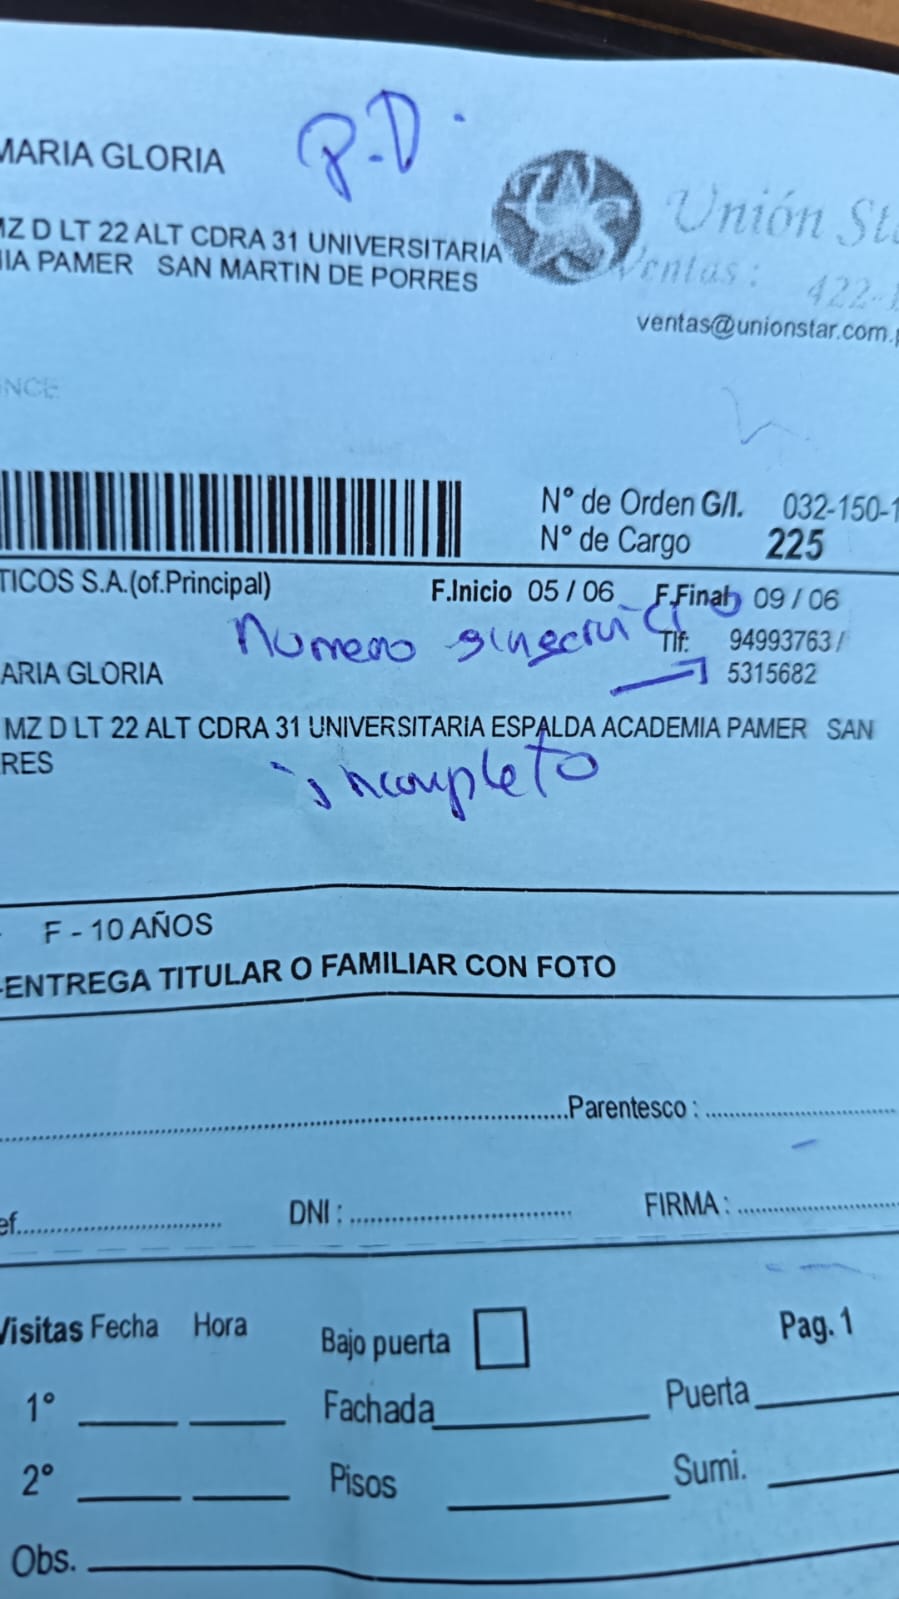 P.D.
MARIA GLORIA
MZ D LT 22 ALT CDRA 31 UNIVERSITARIA
IA PAMER SAN MARTIN DE PORRES
Unión St
Ventas: 422-
ventas@unionstar.com.p
NCE
N° de Orden G/I. 032-150-1
N° de Cargo 225
TICOS S.A.(of.Principal) F.Inicio 05 / 06 F.Final 09 / 06
Numero
Tlf: 94993763 /
ARIA GLORIA 5315682
MZ D LT 22 ALT CDRA 31 UNIVERSITARIA ESPALDA ACADEMIA PAMER SAN
RES
incompleto
F - 10 AÑOS
-ENTREGA TITULAR O FAMILIAR CON FOTO
Parentesco :
ef. DNI : FIRMA :
Visitas Fecha Hora Bajo puerta Pag. 1
1° Fachada Puerta
2° Pisos Sumi.
Obs.